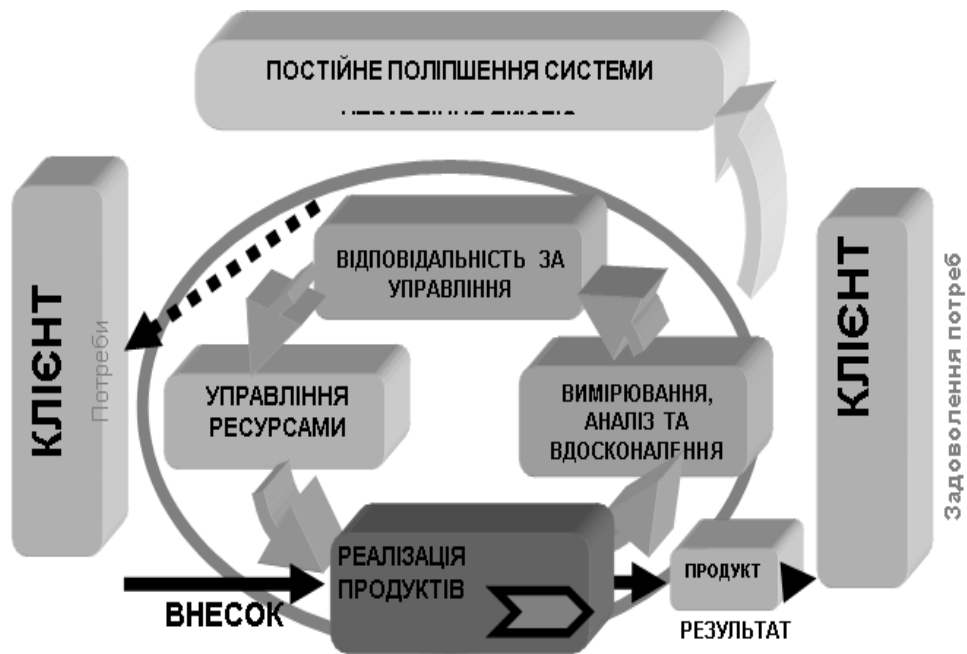 ПОСТІЙНЕ ПОЛІПШЕННЯ СИСТЕМИ
КЛІЄНТ
Потреби
ВІДПОВІДАЛЬНІСТЬ ЗА
УПРАВЛІННЯ
УПРАВЛІННЯ
РЕСУРСАМИ
ВИМІРЮВАННЯ,
АНАЛІЗ ТА
ВДОСКОНАЛЕННЯ
КЛІЄНТ
Задоволення потреб
РЕАЛІЗАЦІЯ
ПРОДУКТІВ
ВНЕСОК
ПРОДУКТ
РЕЗУЛЬТАТ